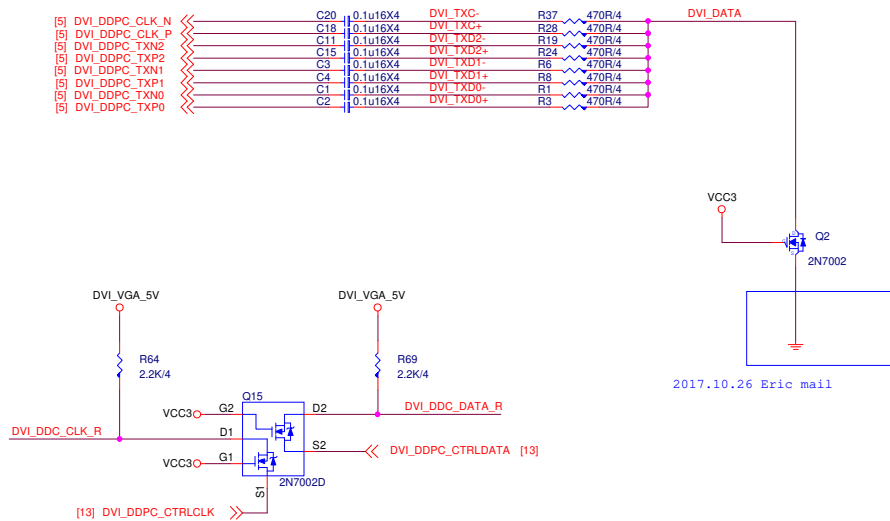 [5] DVI_DDPC_CLK_N C20 0.1u16X4 DVI_TXC- R37 470R/4 DVI_DATA
[5] DVI_DDPC_CLK_P C18 0.1u16X4 DVI_TXC+ R28 470R/4
[5] DVI_DDPC_TXN2 C11 0.1u16X4 DVI_TXD2- R19 470R/4
[5] DVI_DDPC_TXP2 C15 0.1u16X4 DVI_TXD2+ R24 470R/4
[5] DVI_DDPC_TXN1 C3 0.1u16X4 DVI_TXD1- R6 470R/4
[5] DVI_DDPC_TXP1 C4 0.1u16X4 DVI_TXD1+ R8 470R/4
[5] DVI_DDPC_TXN0 C1 0.1u16X4 DVI_TXD0- R1 470R/4
[5] DVI_DDPC_TXP0 C2 0.1u16X4 DVI_TXD0+ R3 470R/4
VCC3
Q2
2N7002
DVI_VGA_5V DVI_VGA_5V
R64 R69
2.2K/4 2.2K/4
2017.10.26 Eric mail
Q15
VCC3 G2 D2 DVI_DDC_DATA_R
DVI_DDC_CLK_R D1
S2 DVI_DDPC_CTRLDATA [13]
VCC3 G1
2N7002D
S1
[13] DVI_DDPC_CTRLCLK